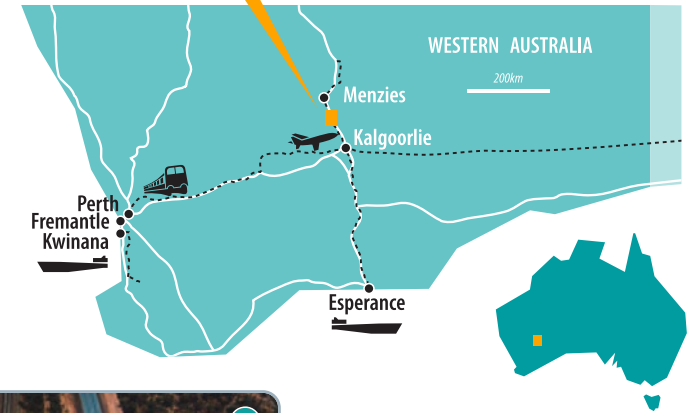 WESTERN AUSTRALIA
200km
Menzies
Kalgoorlie
Perth
Fremantle
Kwinana
Esperance